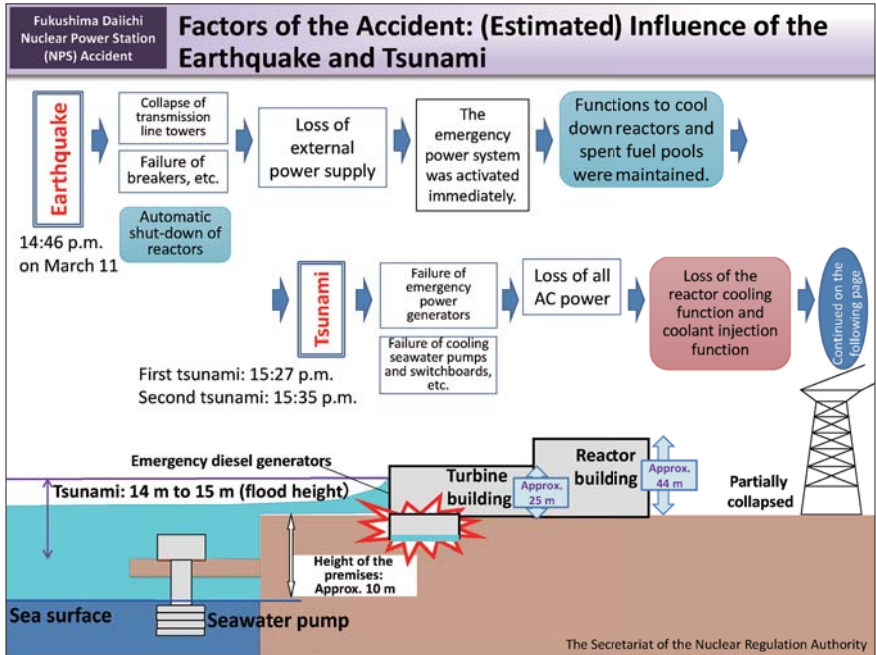 Fukushima Daiichi
Nuclear Power Station
(NPS) Accident
Factors of the Accident: (Estimated) Influence of the
Earthquake and Tsunami
Earthquake
14:46 p.m.
on March 11
Collapse of
transmission
line towers
Failure of
breakers, etc.
Automatic
shut-down of
reactors
Loss of
external
power supply
The
emergency
power system
was activated
immediately.
Functions to cool
down reactors and
spent fuel pools
were maintained.
Tsunami
First tsunami: 15:27 p.m.
Second tsunami: 15:35 p.m.
Failure of
emergency
power
generators
Failure of cooling
seawater pumps
and switchboards,
etc.
Loss of all
AC power
Loss of the
reactor cooling
function and
coolant injection
function
Continued on the
following page
Emergency diesel generators
Tsunami: 14 m to 15 m (flood height)
Turbine
building
Approx.
25 m
Reactor
building
Approx.
44 m
Partially
collapsed
Height of the
premises:
Approx. 10 m
Sea surface
Seawater pump
The Secretariat of the Nuclear Regulation Authority